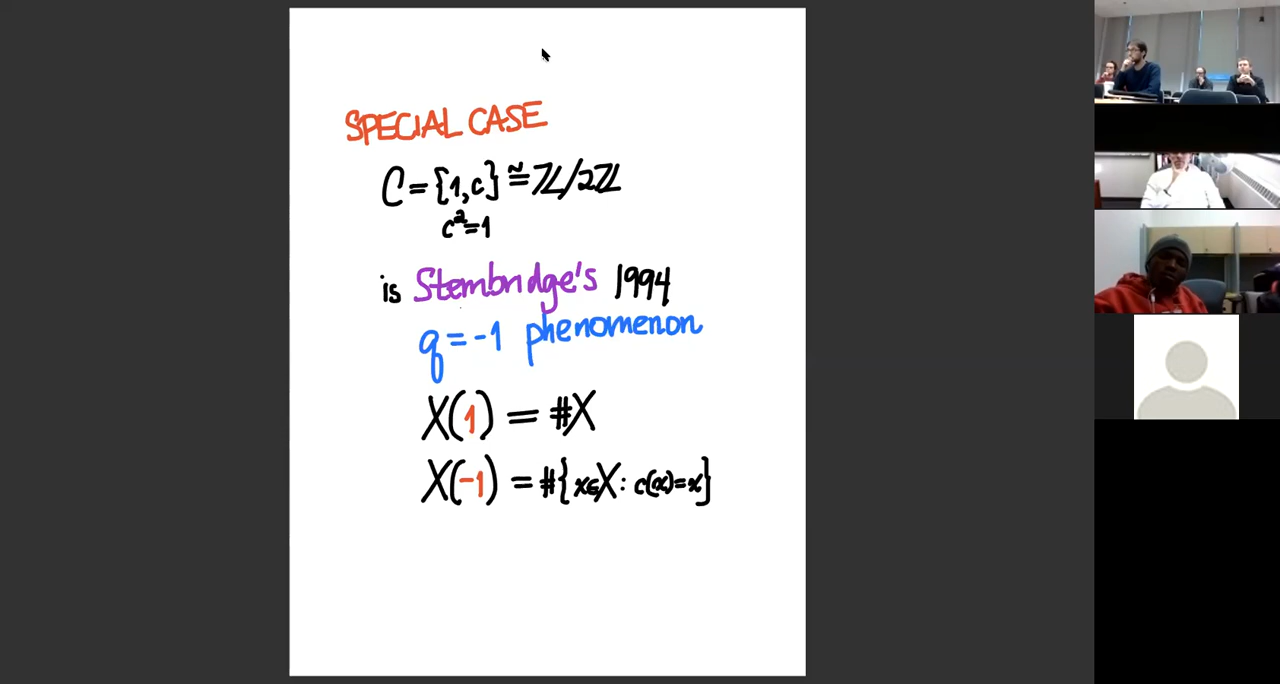 SPECIAL CASE
C = {1,c} ≅ ℤ/2ℤ
c²=1
is Stembridge's 1994
q = -1 phenomenon
X(1) = #X
X(-1) = #{x∈X : c(x)=x}